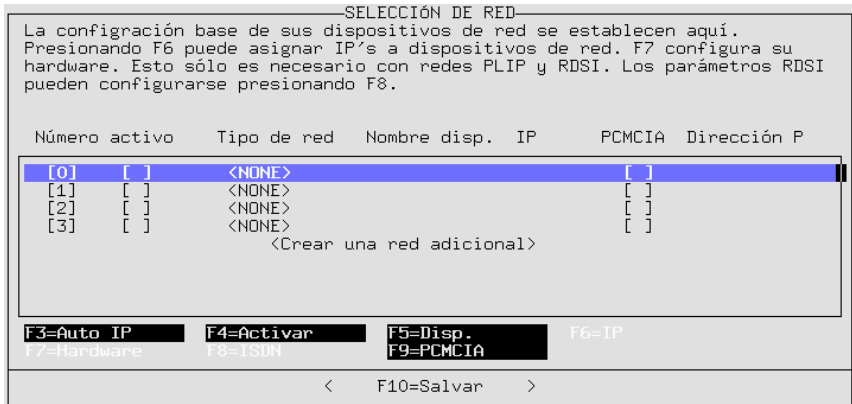 SELECCIÓN DE RED
La configración base de sus dispositivos de red se establecen aquí.
Presionando F6 puede asignar IP's a dispositivos de red. F7 configura su
hardware. Esto sólo es necesario con redes PLIP y RDSI. Los parámetros RDSI
pueden configurarse presionando F8.
Número activo Tipo de red Nombre disp. IP PCMCIA Dirección P
[0] [ ] <NONE> [ ]
[1] [ ] <NONE> [ ]
[2] [ ] <NONE> [ ]
[3] [ ] <NONE> [ ]
<Crear una red adicional>
F3=Auto IP F4=Activar F5=Disp. F6=IP
F7=Hardware F8=ISDN F9=PCMCIA
< F10=Salvar >